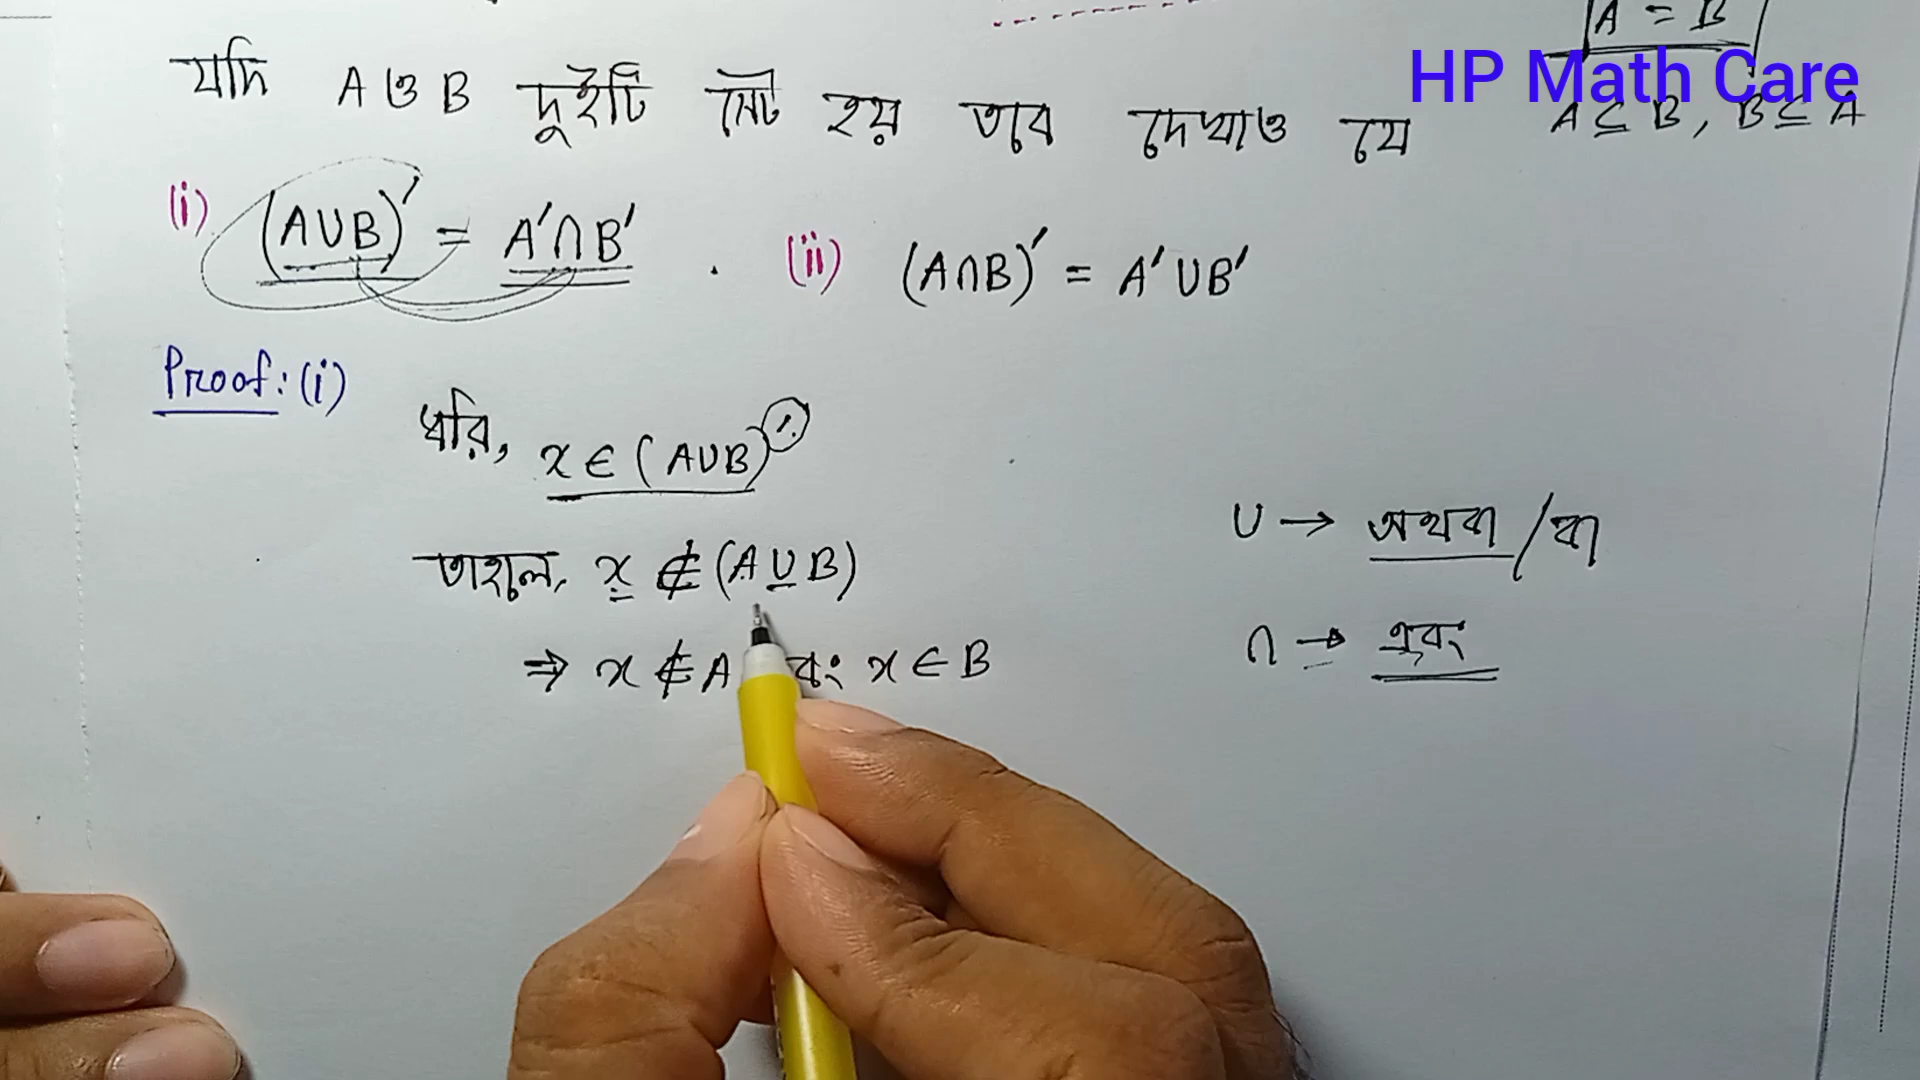 A = B
HP Math Care
A ⊆ B, B ⊆ A
যদি A ও B দুইটি সেট হয় তবে দেখাও যে
(i) (A∪B)′ = A′∩B′ . (ii) (A∩B)′ = A′∪B′
Proof: (i)
ধরি, x ∈ (A∪B)′
তাহলে, x ∉ (A∪B)
⇒ x ∉ A বং x ∈ B
∪ → অথবা / বা
∩ → এবং